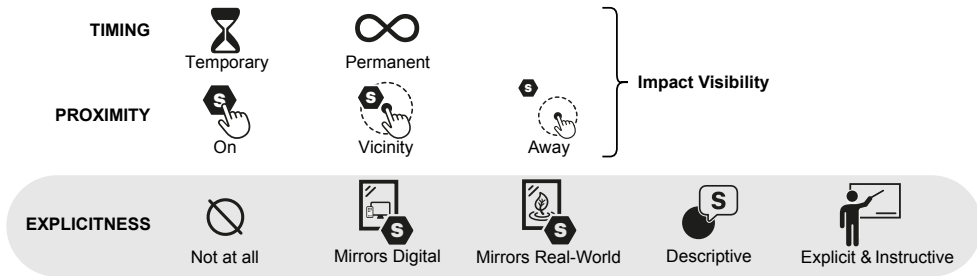 TIMING
Temporary
Permanent
Impact Visibility
PROXIMITY
S
On
S
Vicinity
S
Away
EXPLICITNESS
Not at all
S
Mirrors Digital
S
Mirrors Real-World
S
Descriptive
Explicit & Instructive